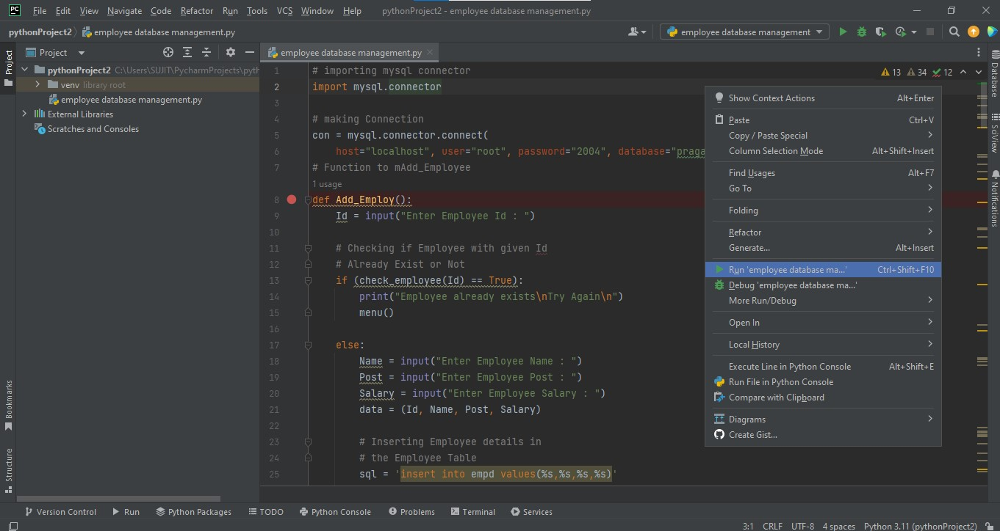 PC File Edit View Navigate Code Refactor Run Tools VCS Window Help pythonProject2 - employee database management.py
pythonProject2 employee database management.py employee database management
Project Project employee database management.py
pythonProject2 C:\Users\SUJIT\PycharmProjects\pyth
venv library root
employee database management.py
External Libraries
Scratches and Consoles
13 34 12
1 # importing mysql connector
2 import mysql.connector
3
4 # making Connection
5 con = mysql.connector.connect(
6 host="localhost", user="root", password="2004", database="praga
7 # Function to mAdd_Employee
1 usage
8 def Add_Employ():
9 Id = input("Enter Employee Id : ")
10
11 # Checking if Employee with given Id
12 # Already Exist or Not
13 if (check_employee(Id) == True):
14 print("Employee already exists\nTry Again\n")
15 menu()
16
17 else:
18 Name = input("Enter Employee Name : ")
19 Post = input("Enter Employee Post : ")
20 Salary = input("Enter Employee Salary : ")
21 data = (Id, Name, Post, Salary)
22
23 # Inserting Employee details in
24 # the Employee Table
25 sql = 'insert into empd values(%s,%s,%s,%s)'
Show Context Actions Alt+Enter
Paste Ctrl+V
Copy / Paste Special
Column Selection Mode Alt+Shift+Insert
Find Usages Alt+F7
Go To
Folding
Refactor
Generate... Alt+Insert
Run 'employee database ma...' Ctrl+Shift+F10
Debug 'employee database ma...'
More Run/Debug
Open In
Local History
Execute Line in Python Console Alt+Shift+E
Run File in Python Console
Compare with Clipboard
Diagrams
Create Gist...
Database
SciView
Notifications
Bookmarks
Structure
Version Control Run Python Packages TODO Python Console Problems Terminal Services
3:1 CRLF UTF-8 4 spaces Python 3.11 (pythonProject2)